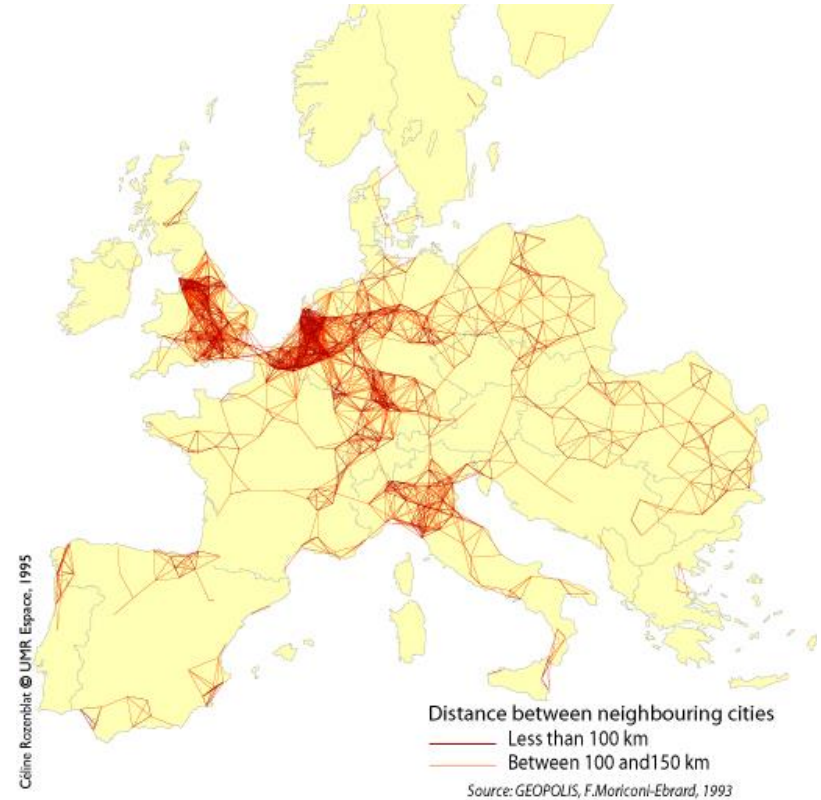 Céline Rozenblat © UMR Espace, 1995
Distance between neighbouring cities
Less than 100 km
Between 100 and150 km
Source: GEOPOLIS, F.Moriconi-Ebrard, 1993